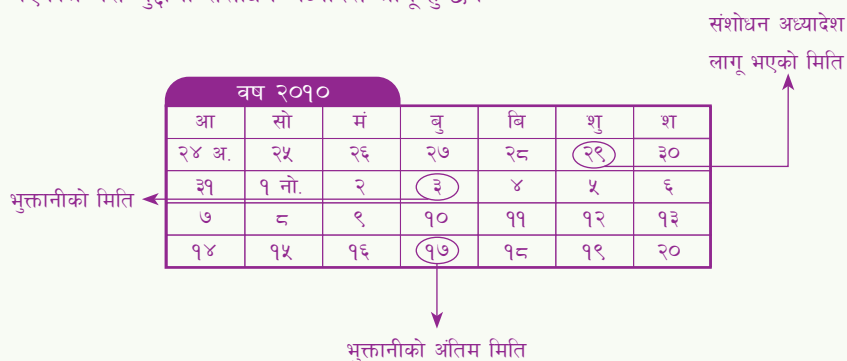 संशोधन अध्यादेश
लागू भएको मिति
वष २०१०
आ सो मं बु बि शु श
२४ अ. २५ २६ २७ २८ २९ ३०
३१ १ नो. २ ३ ४ ५ ६
भुक्तानीको मिति
७ ८ ९ १० ११ १२ १३
१४ १५ १६ १७ १८ १९ २०
भुक्तानीको अंतिम मिति